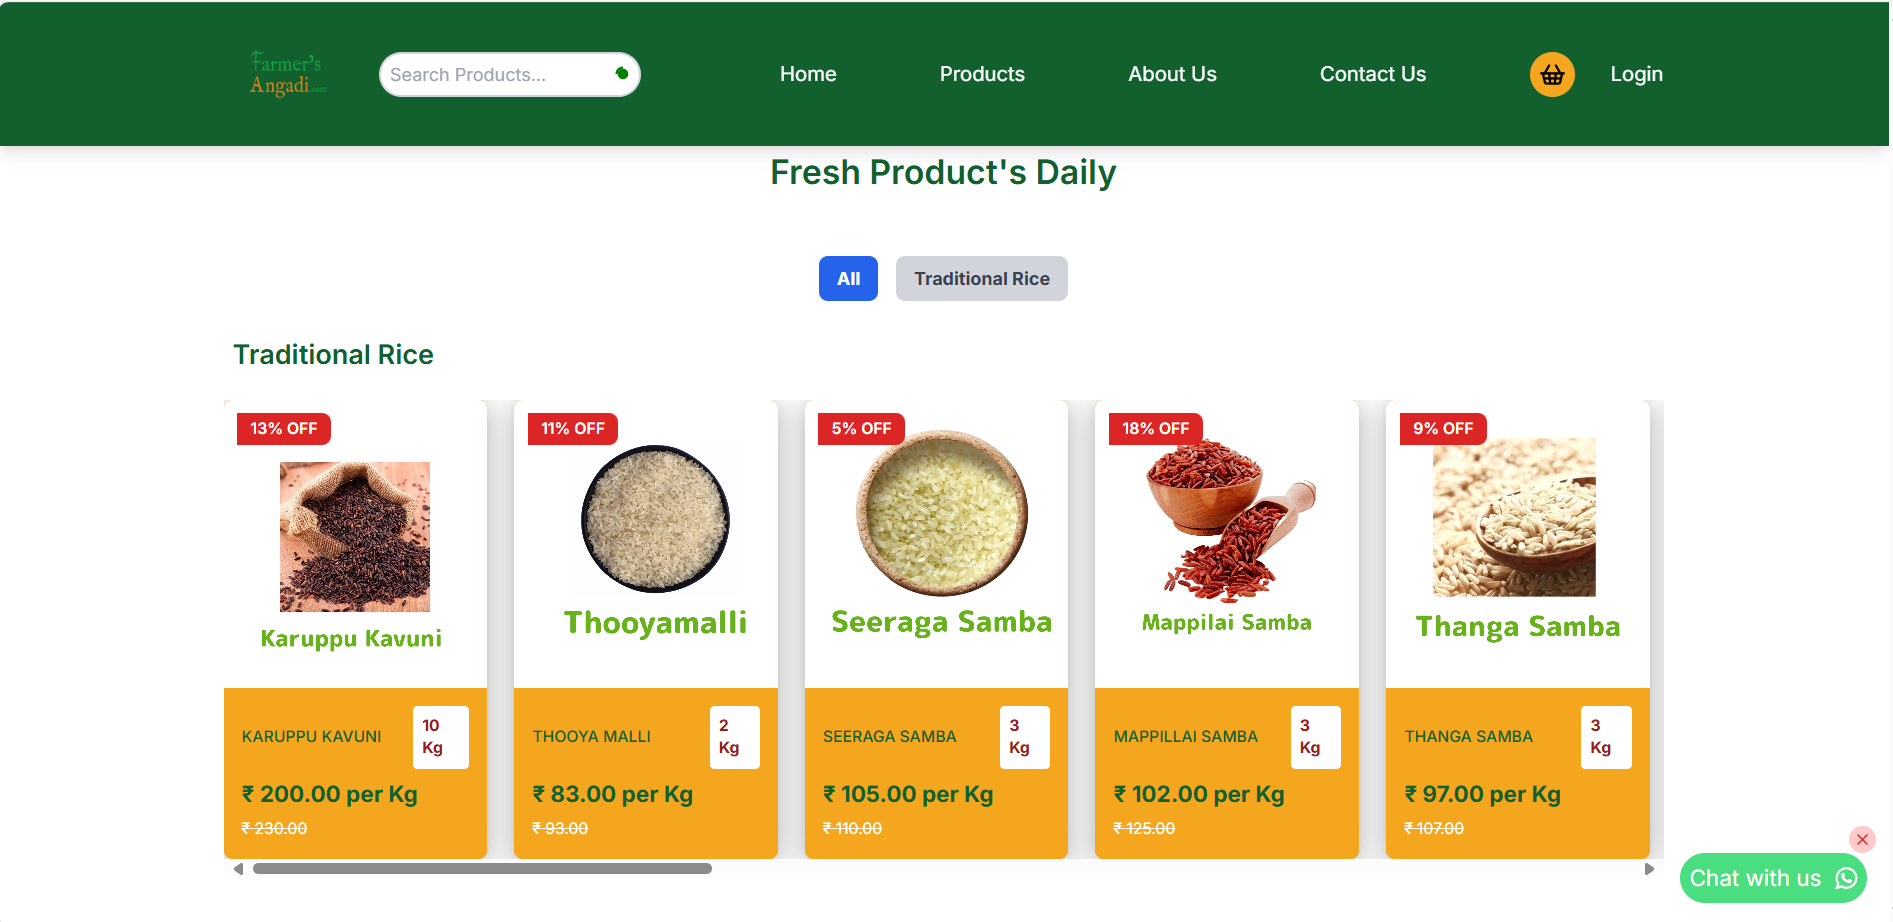 Farmer's
Angadi.com
Search Products...
Home
Products
About Us
Contact Us
Login
Fresh Product's Daily
All
Traditional Rice
Traditional Rice
13% OFF
Karuppu Kavuni
KARUPPU KAVUNI
10
Kg
₹ 200.00 per Kg
₹ 230.00
11% OFF
Thooyamalli
THOOYA MALLI
2
Kg
₹ 83.00 per Kg
₹ 93.00
5% OFF
Seeraga Samba
SEERAGA SAMBA
3
Kg
₹ 105.00 per Kg
₹ 110.00
18% OFF
Mappilai Samba
MAPPILLAI SAMBA
3
Kg
₹ 102.00 per Kg
₹ 125.00
9% OFF
Thanga Samba
THANGA SAMBA
3
Kg
₹ 97.00 per Kg
₹ 107.00
Chat with us